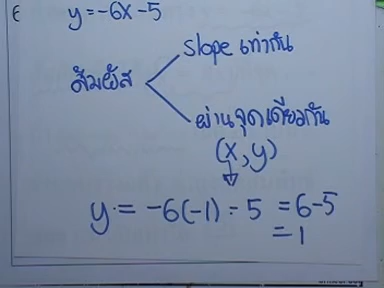 y=-6x-5
slope เท่ากัน
สัมผัส
ผ่านจุดเดียวกัน
(x,y)
y = -6(-1) - 5 = 6-5
= 1